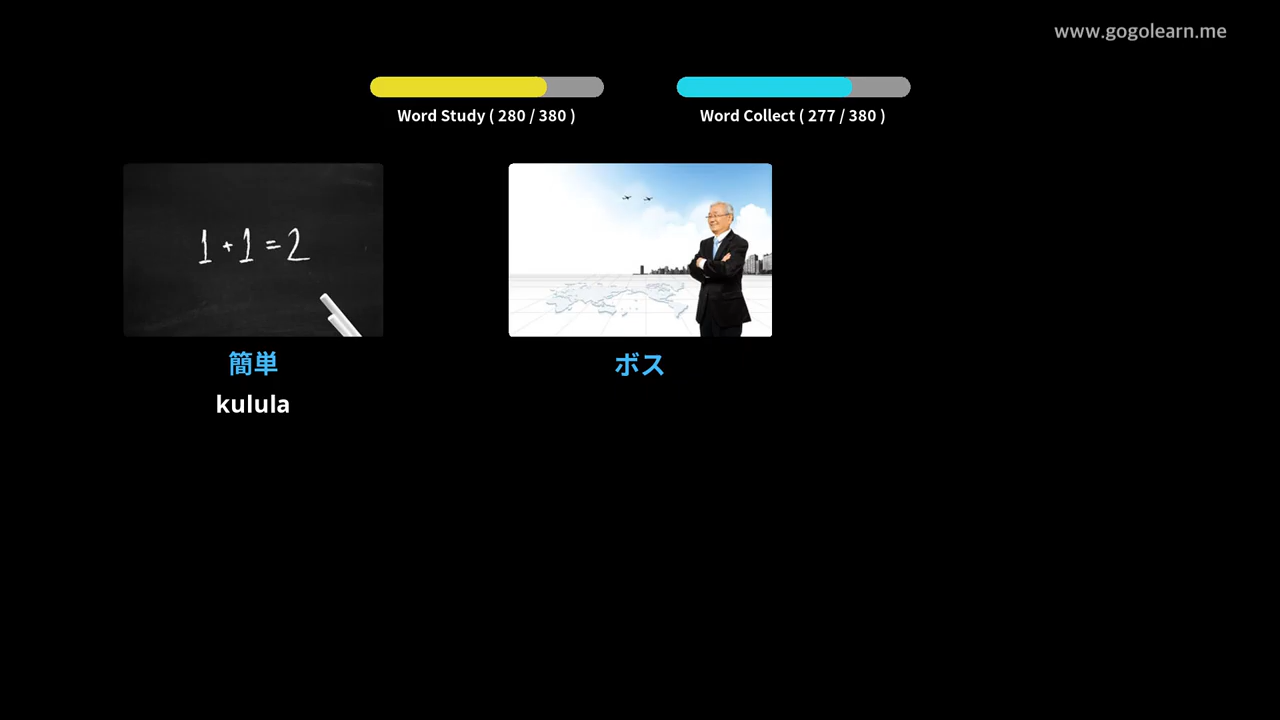 www.gogolearn.me
Word Study ( 280 / 380 )
Word Collect ( 277 / 380 )
1 + 1 = 2
簡単
ボス
kulula